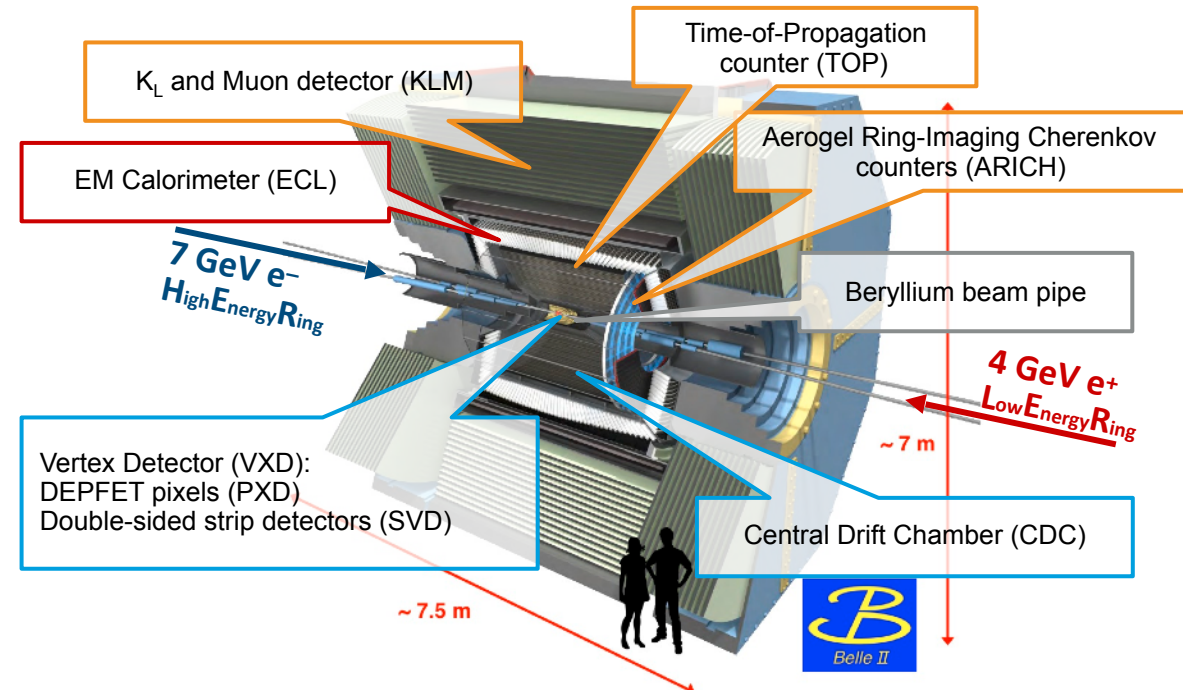 Time-of-Propagation
counter (TOP)
K_L and Muon detector (KLM)
Aerogel Ring-Imaging Cherenkov
counters (ARICH)
EM Calorimeter (ECL)
7 GeV e⁻
HighEnergyRing
Beryllium beam pipe
4 GeV e⁺
LowEnergyRing
~ 7 m
Vertex Detector (VXD):
DEPFET pixels (PXD)
Double-sided strip detectors (SVD)
Central Drift Chamber (CDC)
~ 7.5 m
B
Belle II